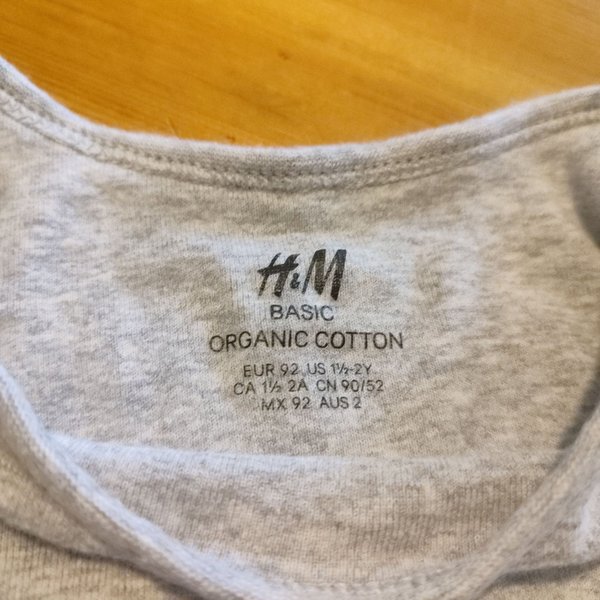 H&M
BASIC
ORGANIC COTTON
EUR 92 US 1½-2Y
CA 1½ 2A CN 90/52
MX 92 AUS 2